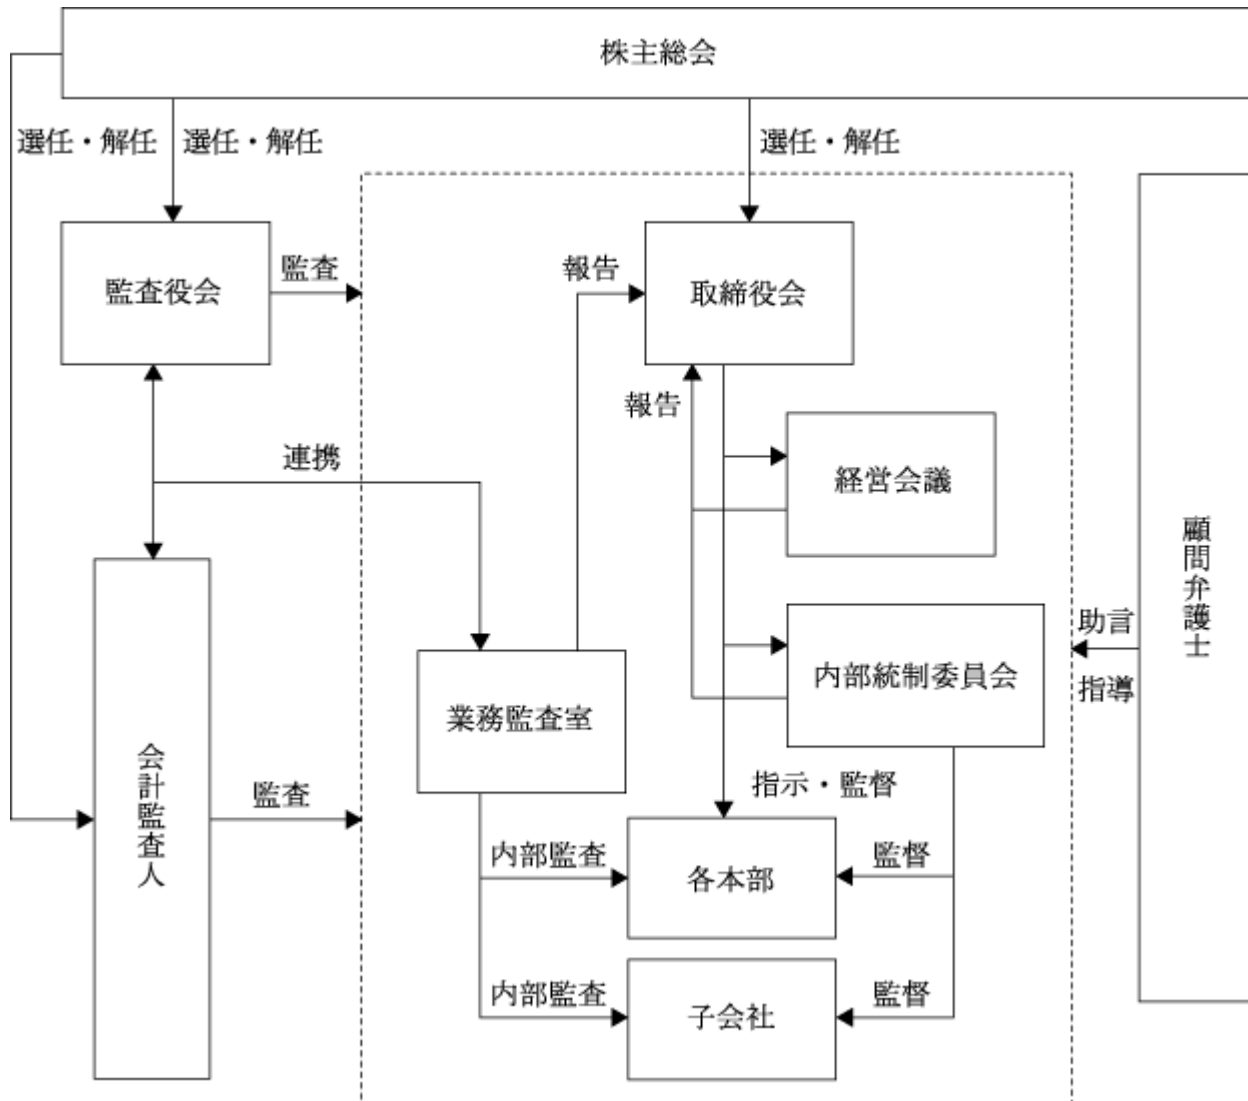 株主総会
選任・解任
選任・解任
選任・解任
監査役会
監査
報告
取締役会
報告
連携
経営会議
顧問弁護士
助言
指導
内部統制委員会
業務監査室
会計監査人
監査
指示・監督
内部監査
各本部
監督
内部監査
子会社
監督